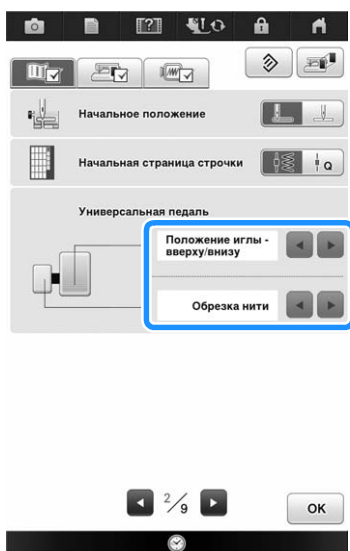 Начальное положение
Начальная страница строчки
Q
Универсальная педаль
Положение иглы -
вверху/внизу
Обрезка нити
2/9
OK